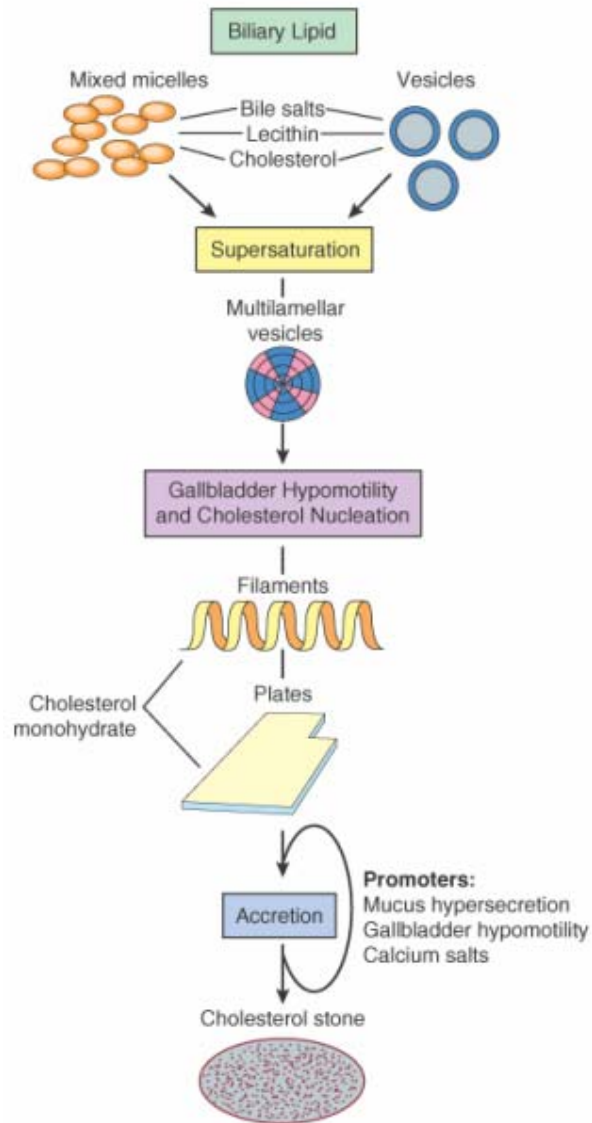 Biliary Lipid
Mixed micelles
Vesicles
Bile salts
Lecithin
Cholesterol
Supersaturation
Multilamellar
vesicles
Gallbladder Hypomotility
and Cholesterol Nucleation
Filaments
Plates
Cholesterol
monohydrate
Promoters:
Mucus hypersecretion
Gallbladder hypomotility
Calcium salts
Accretion
Cholesterol stone